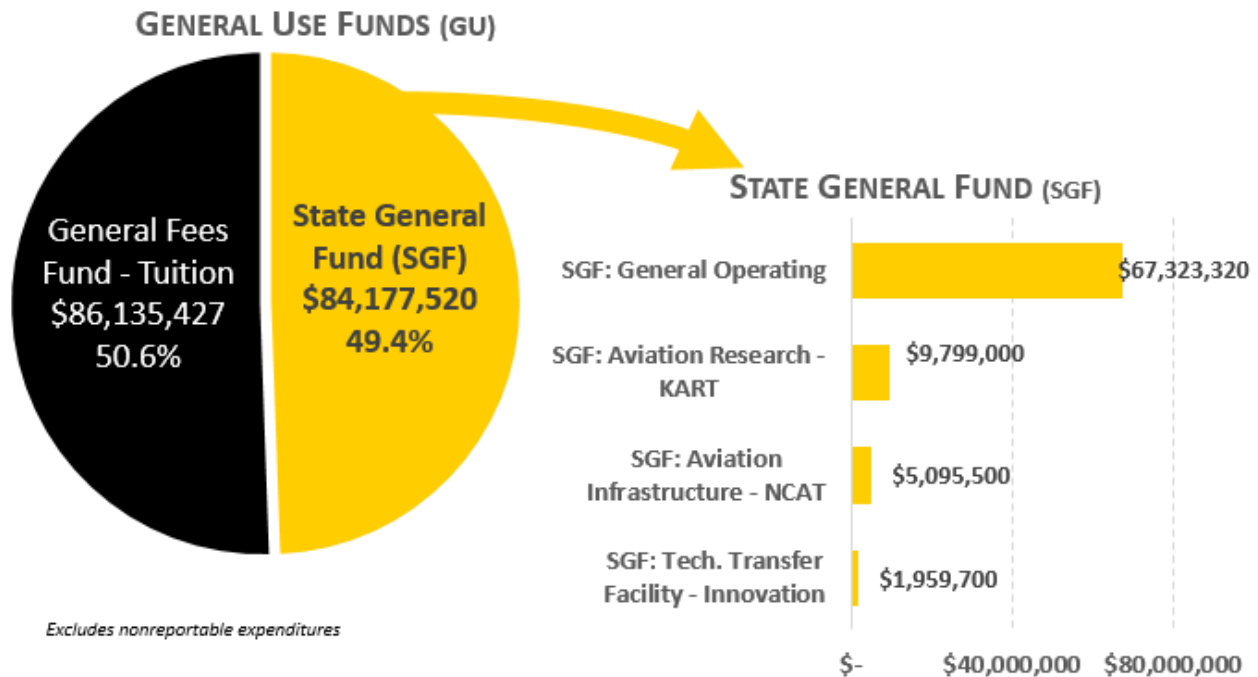 GENERAL USE FUNDS (GU)
General Fees
Fund - Tuition
$86,135,427
50.6%
State General
Fund (SGF)
$84,177,520
49.4%
STATE GENERAL FUND (SGF)
SGF: General Operating
$67,323,320
SGF: Aviation Research -
KART
$9,799,000
SGF: Aviation
Infrastructure - NCAT
$5,095,500
SGF: Tech. Transfer
Facility - Innovation
$1,959,700
$-
$40,000,000
$80,000,000
Excludes nonreportable expenditures